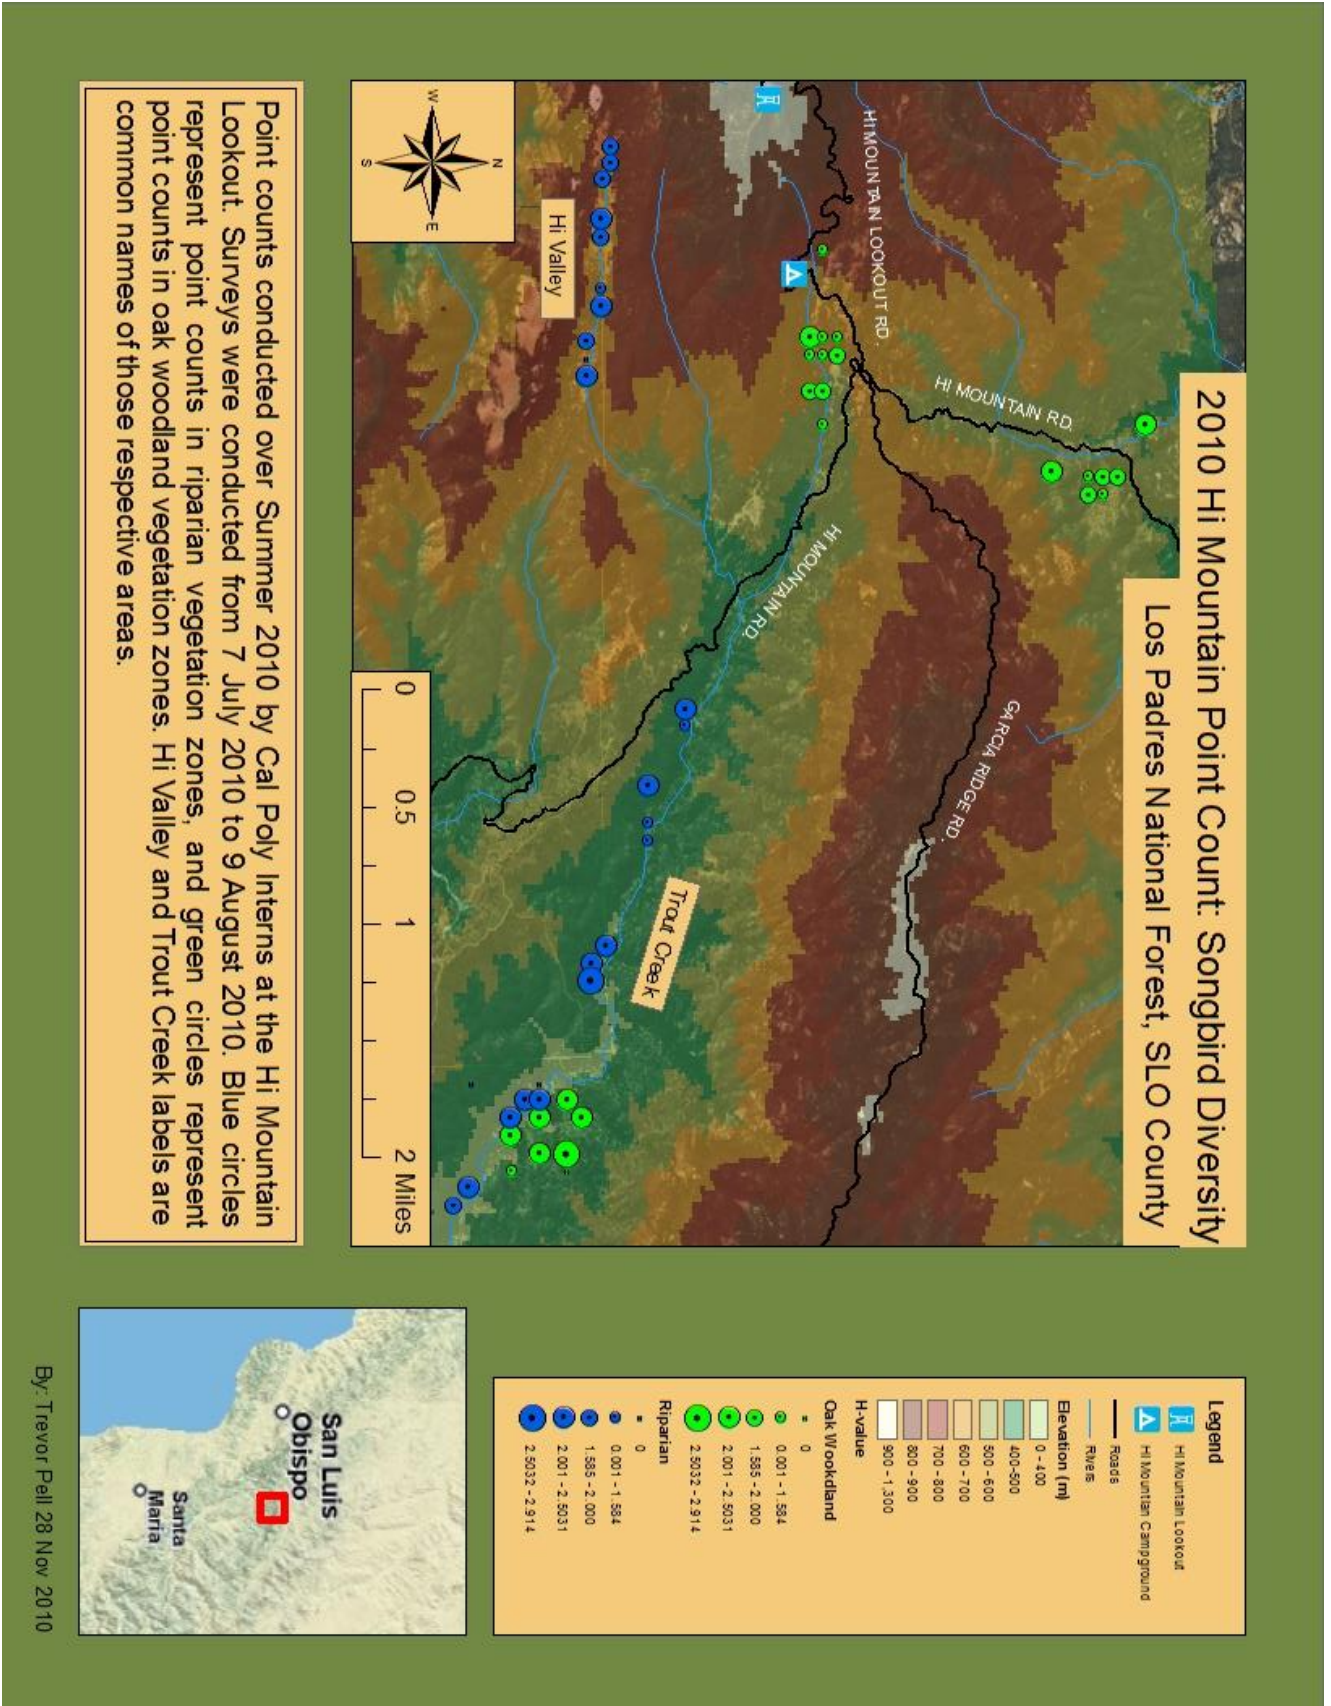 2010 Hi Mountain Point Count: Songbird Diversity
Los Padres National Forest, SLO County
HI MOUNTAIN LOOKOUT RD.
HI MOUNTAIN RD.
GARCIA RIDGE RD.
HI MOUNTAIN RD.
Trout Creek
Hi Valley
N
W
E
S
0
0.5
1
2 Miles
Point counts conducted over Summer 2010 by Cal Poly Interns at the Hi Mountain
Lookout. Surveys were conducted from 7 July 2010 to 9 August 2010. Blue circles
represent point counts in riparian vegetation zones, and green circles represent
point counts in oak woodland vegetation zones. Hi Valley and Trout Creek labels are
common names of those respective areas.
Legend
Hi Mountain Lookout
Hi Mountian Campground
Roads
Rivers
Elevation (m)
0 - 400
400-500
500 - 600
600 - 700
700 - 800
800 - 900
900 - 1,300
H-value
Oak Wookdland
0
0.001 - 1.584
1.585 - 2.000
2.001 - 2.5031
2.5032 - 2.914
Riparian
0
0.001 - 1.584
1.585 - 2.000
2.001 - 2.5031
2.5032 - 2.914
San Luis
Obispo
Santa
Maria
By: Trevor Pell 28 Nov 2010